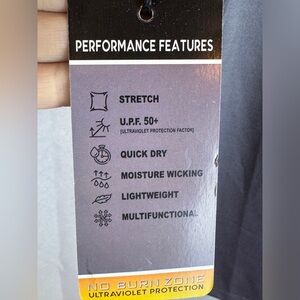 PERFORMANCE FEATURES
STRETCH
U.P.F. 50+
(ULTRAVIOLET PROTECTION FACTOR)
QUICK DRY
MOISTURE WICKING
LIGHTWEIGHT
MULTIFUNCTIONAL
NO BURN ZONE
ULTRAVIOLET PROTECTION